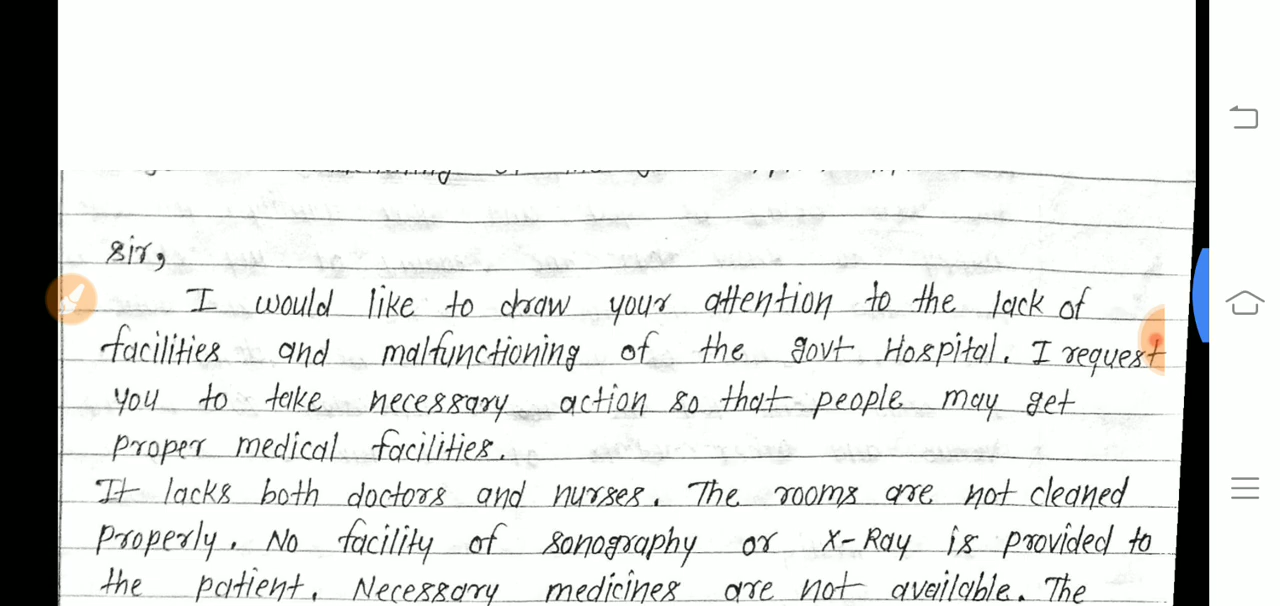 Sir,
I would like to draw your attention to the lack of
facilities and malfunctioning of the govt Hospital. I request
you to take necessary action so that people may get
proper medical facilities.
It lacks both doctors and nurses. The rooms are not cleaned
Properly. No facility of sonography or X-Ray is provided to
the patient. Necessary medicines are not available. The